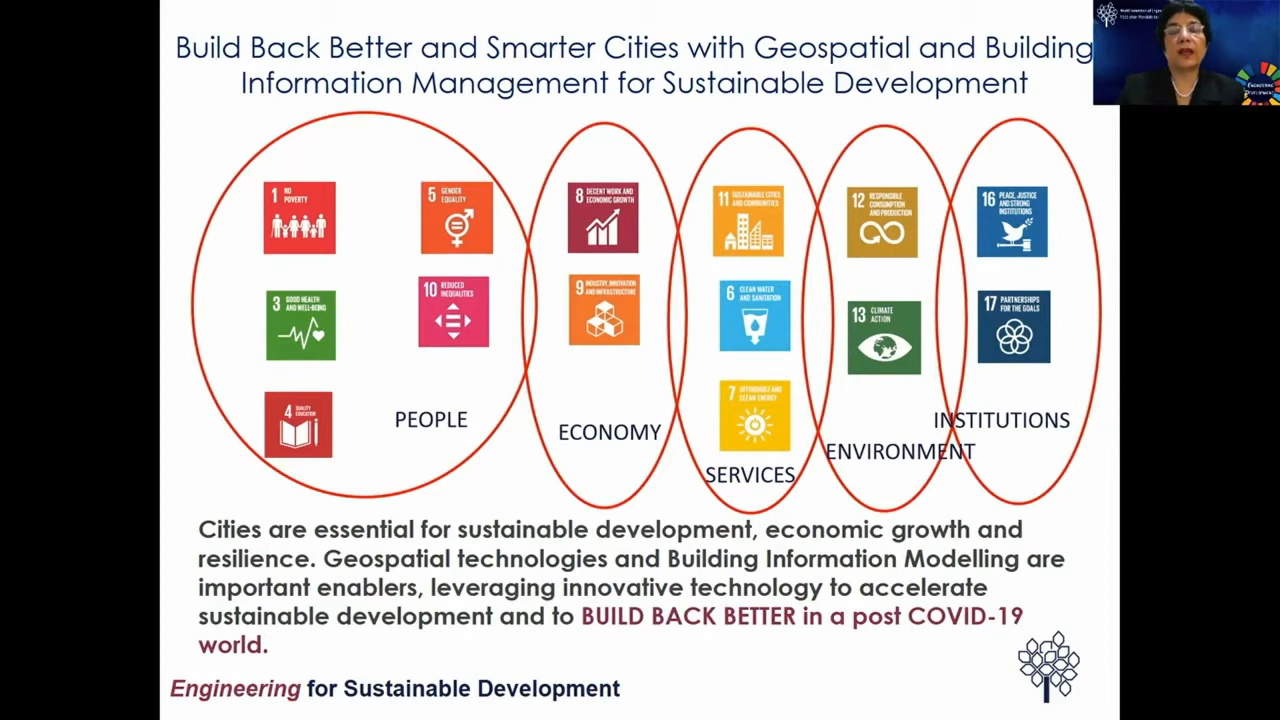 Build Back Better and Smarter Cities with Geospatial and Building
Information Management for Sustainable Development
1 NO
POVERTY
5 GENDER
EQUALITY
8 DECENT WORK AND
ECONOMIC GROWTH
11 SUSTAINABLE CITIES
AND COMMUNITIES
12 RESPONSIBLE
CONSUMPTION
AND PRODUCTION
16 PEACE, JUSTICE
AND STRONG
INSTITUTIONS
3 GOOD HEALTH
AND WELL-BEING
10 REDUCED
INEQUALITIES
9 INDUSTRY, INNOVATION
AND INFRASTRUCTURE
6 CLEAN WATER
AND SANITATION
13 CLIMATE
ACTION
17 PARTNERSHIPS
FOR THE GOALS
4 QUALITY
EDUCATION
7 AFFORDABLE AND
CLEAN ENERGY
PEOPLE
ECONOMY
SERVICES
ENVIRONMENT
INSTITUTIONS
Cities are essential for sustainable development, economic growth and
resilience. Geospatial technologies and Building Information Modelling are
important enablers, leveraging innovative technology to accelerate
sustainable development and to BUILD BACK BETTER in a post COVID-19
world.
Engineering for Sustainable Development